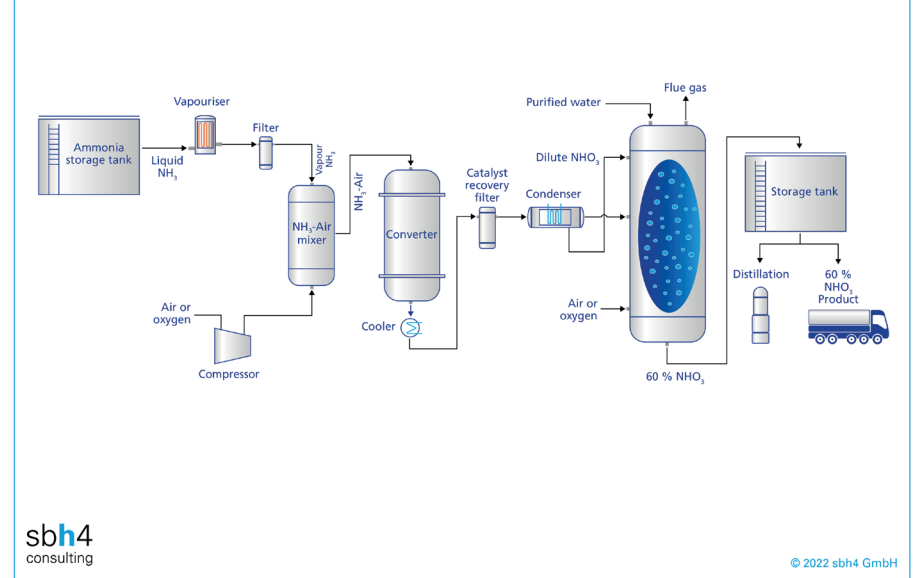 Flue gas
Purified water
Vapouriser
Filter
Ammonia
storage tank
Liquid
NH₃
Vapour
NH₃
NH₃-Air
mixer
NH₃-Air
Converter
Catalyst
recovery
filter
Condenser
Dilute NHO₃
Storage tank
Air or
oxygen
Compressor
Cooler
Air or
oxygen
60 % NHO₃
Distillation
60 %
NHO₃
Product
sbh4
consulting
© 2022 sbh4 GmbH